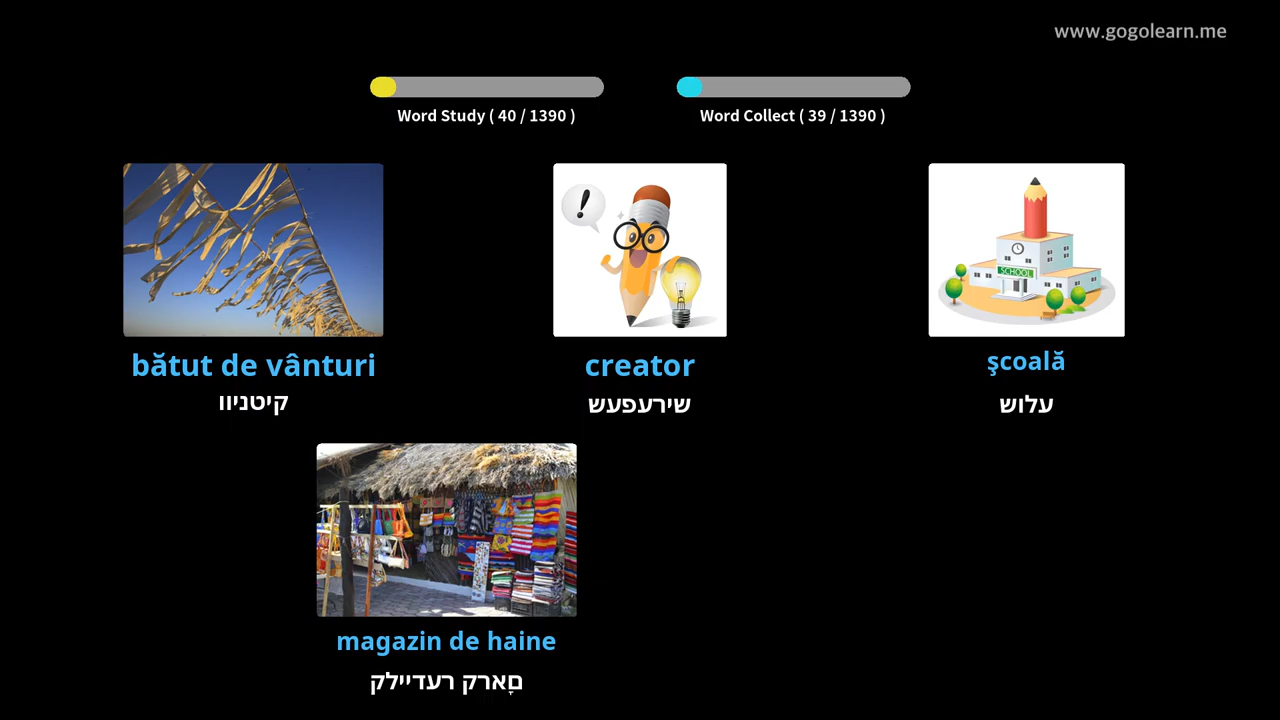 www.gogolearn.me
Word Study ( 40 / 1390 )
Word Collect ( 39 / 1390 )
bătut de vânturi
קיטניוו
creator
שירעפעש
şcoală
עלוש
magazin de haine
םָארק רעדיילק